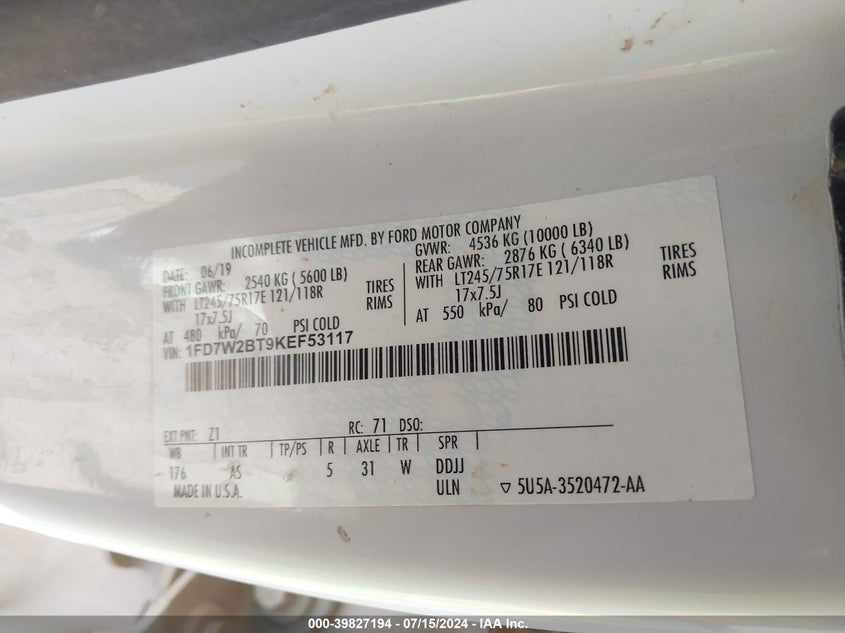 INCOMPLETE VEHICLE MFD. BY FORD MOTOR COMPANY
DATE: 06/19 GVWR: 4536 KG (10000 LB)
FRONT GAWR: 2540 KG ( 5600 LB) REAR GAWR: 2876 KG ( 6340 LB)
WITH LT245/75R17E 121/118R TIRES WITH LT245/75R17E 121/118R TIRES
17x7.5J RIMS 17x7.5J RIMS
AT 480 kPa/ 70 PSI COLD AT 550 kPa/ 80 PSI COLD
VIN: 1FD7W2BT9KEF53117
EXT PNT: Z1 RC: 71 DSO:
WB INT TR TP/PS R AXLE TR SPR
176 AS 5 31 W DDJJ
MADE IN U.S.A. ULN ▽ 5U5A-3520472-AA
000-39827194 - 07/15/2024 - IAA Inc.